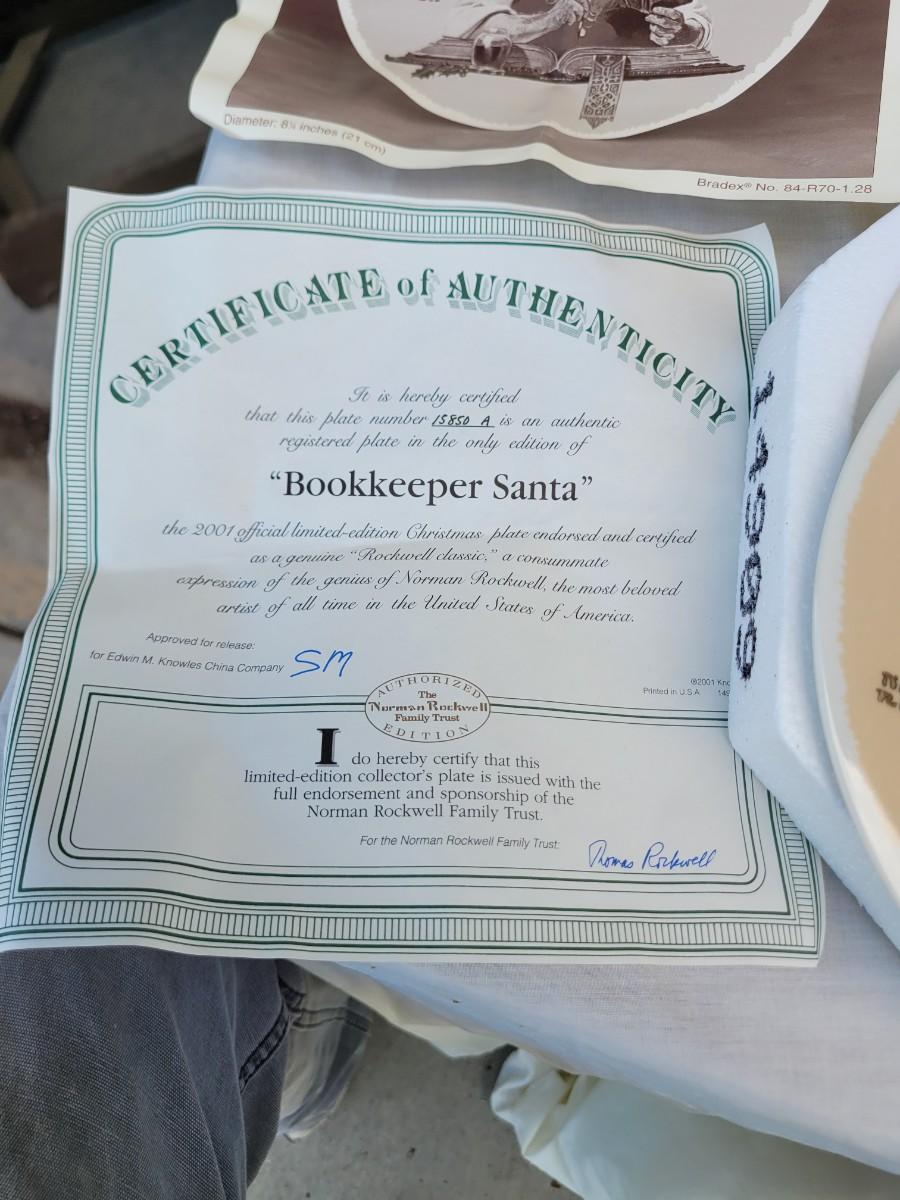 Diameter: 8¼ inches (21 cm)
Bradex® No. 84-R70-1.28
CERTIFICATE of AUTHENTICITY
It is hereby certified
that this plate number 15850 A is an authentic
registered plate in the only edition of
“Bookkeeper Santa”
the 2001 official limited-edition Christmas plate endorsed and certified
as a genuine “Rockwell classic,” a consummate
expression of the genius of Norman Rockwell, the most beloved
artist of all time in the United States of America.
Approved for release:
for Edwin M. Knowles China Company SM
©2001
Printed in U.S.A.
AUTHORIZED
The
Norman Rockwell
Family Trust
EDITION
I do hereby certify that this
limited-edition collector's plate is issued with the
full endorsement and sponsorship of the
Norman Rockwell Family Trust.
For the Norman Rockwell Family Trust: Thomas Rockwell